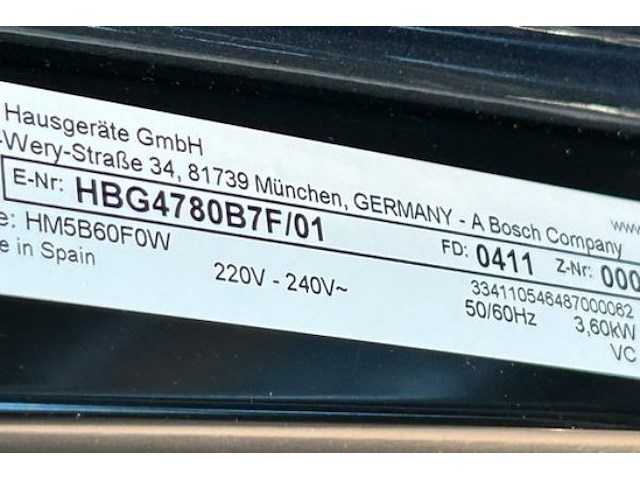 Hausgeräte GmbH
-Wery-Straße 34, 81739 München, GERMANY - A Bosch Company www
E-Nr: HBG4780B7F/01 FD: 0411 Z-Nr: 000
e: HM5B60F0W 334110546487000062
e in Spain 220V - 240V~ 50/60Hz 3,60kW
VC